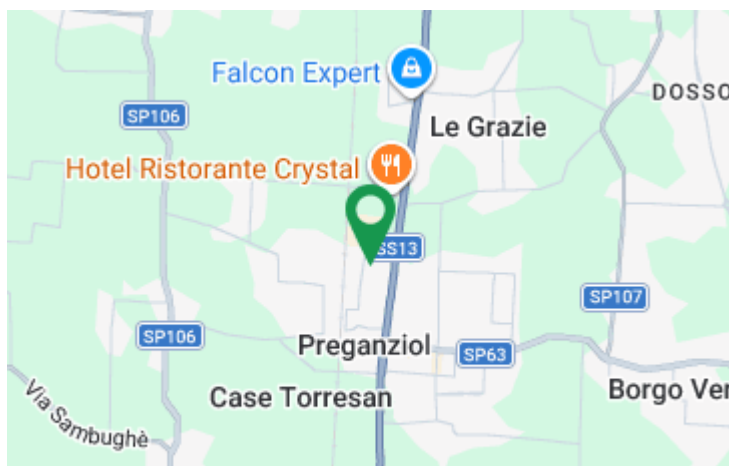 Falcon Expert
DOSSO
SP106
Le Grazie
Hotel Ristorante Crystal
SS13
SP107
SP106
Preganziol
SP63
Case Torresan
Borgo Ver
Via Sambughè